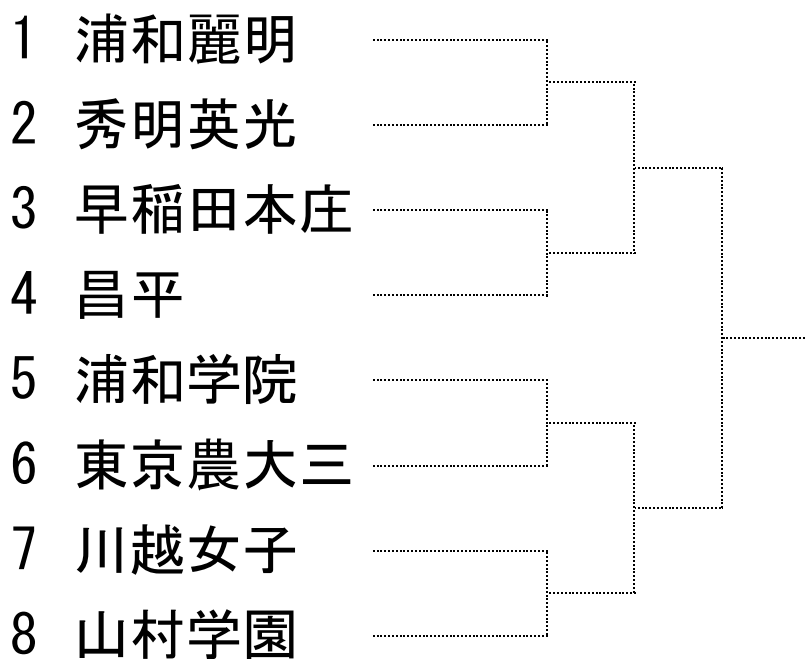 1 浦和麗明
2 秀明英光
3 早稲田本庄
4 昌平
5 浦和学院
6 東京農大三
7 川越女子
8 山村学園